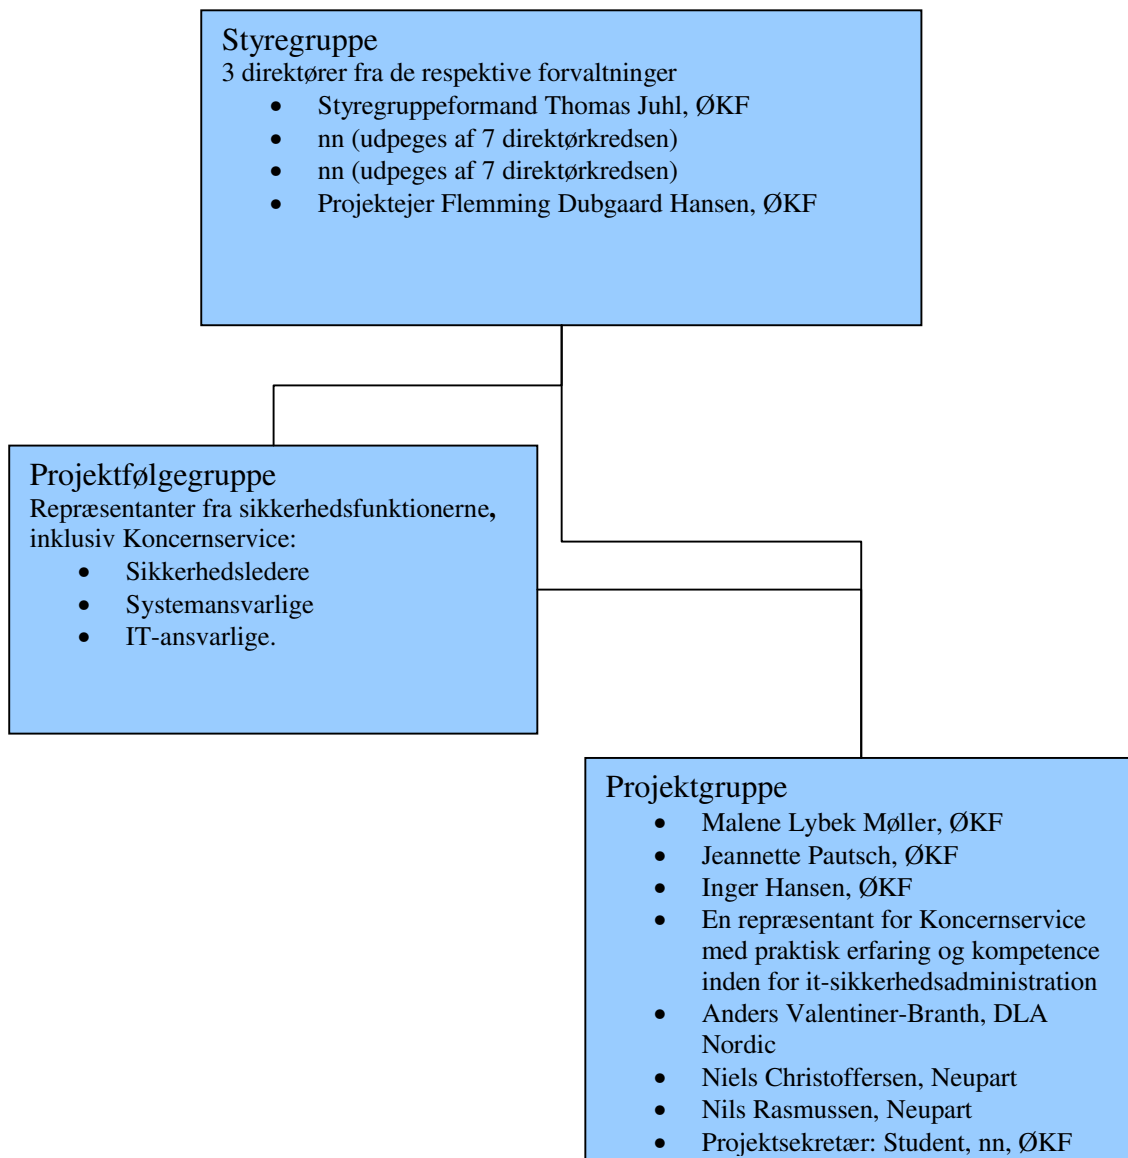 Styregruppe
3 direktører fra de respektive forvaltninger
• Styregruppeformand Thomas Juhl, ØKF
• nn (udpeges af 7 direktørkredsen)
• nn (udpeges af 7 direktørkredsen)
• Projektejer Flemming Dubgaard Hansen, ØKF
Projektfølgegruppe
Repræsentanter fra sikkerhedsfunktionerne,
inklusiv Koncernservice:
• Sikkerhedsledere
• Systemansvarlige
• IT-ansvarlige.
Projektgruppe
• Malene Lybek Møller, ØKF
• Jeannette Pautsch, ØKF
• Inger Hansen, ØKF
• En repræsentant for Koncernservice
med praktisk erfaring og kompetence
inden for it-sikkerhedsadministration
• Anders Valentiner-Branth, DLA
Nordic
• Niels Christoffersen, Neupart
• Nils Rasmussen, Neupart
• Projektsekretær: Student, nn, ØKF